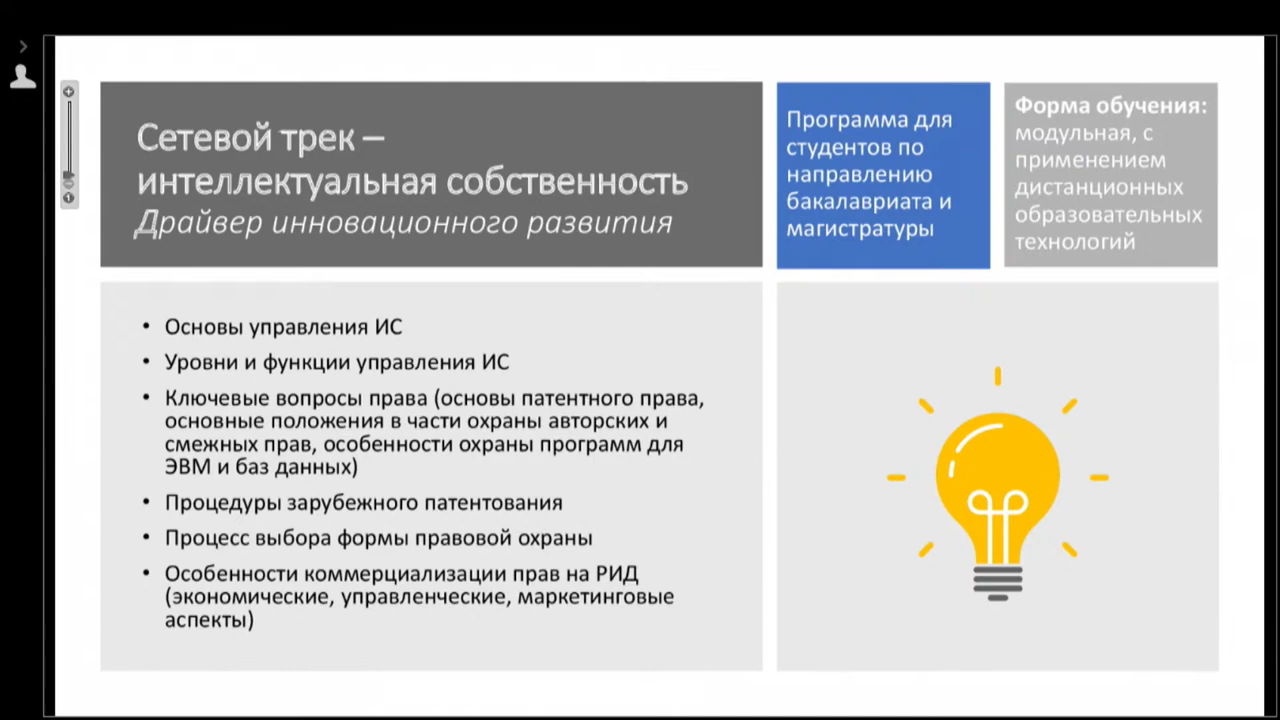 Сетевой трек –
интеллектуальная собственность
Драйвер инновационного развития
Программа для
студентов по
направлению
бакалавриата и
магистратуры
Форма обучения:
модульная, с
применением
дистанционных
образовательных
технологий
• Основы управления ИС
• Уровни и функции управления ИС
• Ключевые вопросы права (основы патентного права,
основные положения в части охраны авторских и
смежных прав, особенности охраны программ для
ЭВМ и баз данных)
• Процедуры зарубежного патентования
• Процесс выбора формы правовой охраны
• Особенности коммерциализации прав на РИД
(экономические, управленческие, маркетинговые
аспекты)